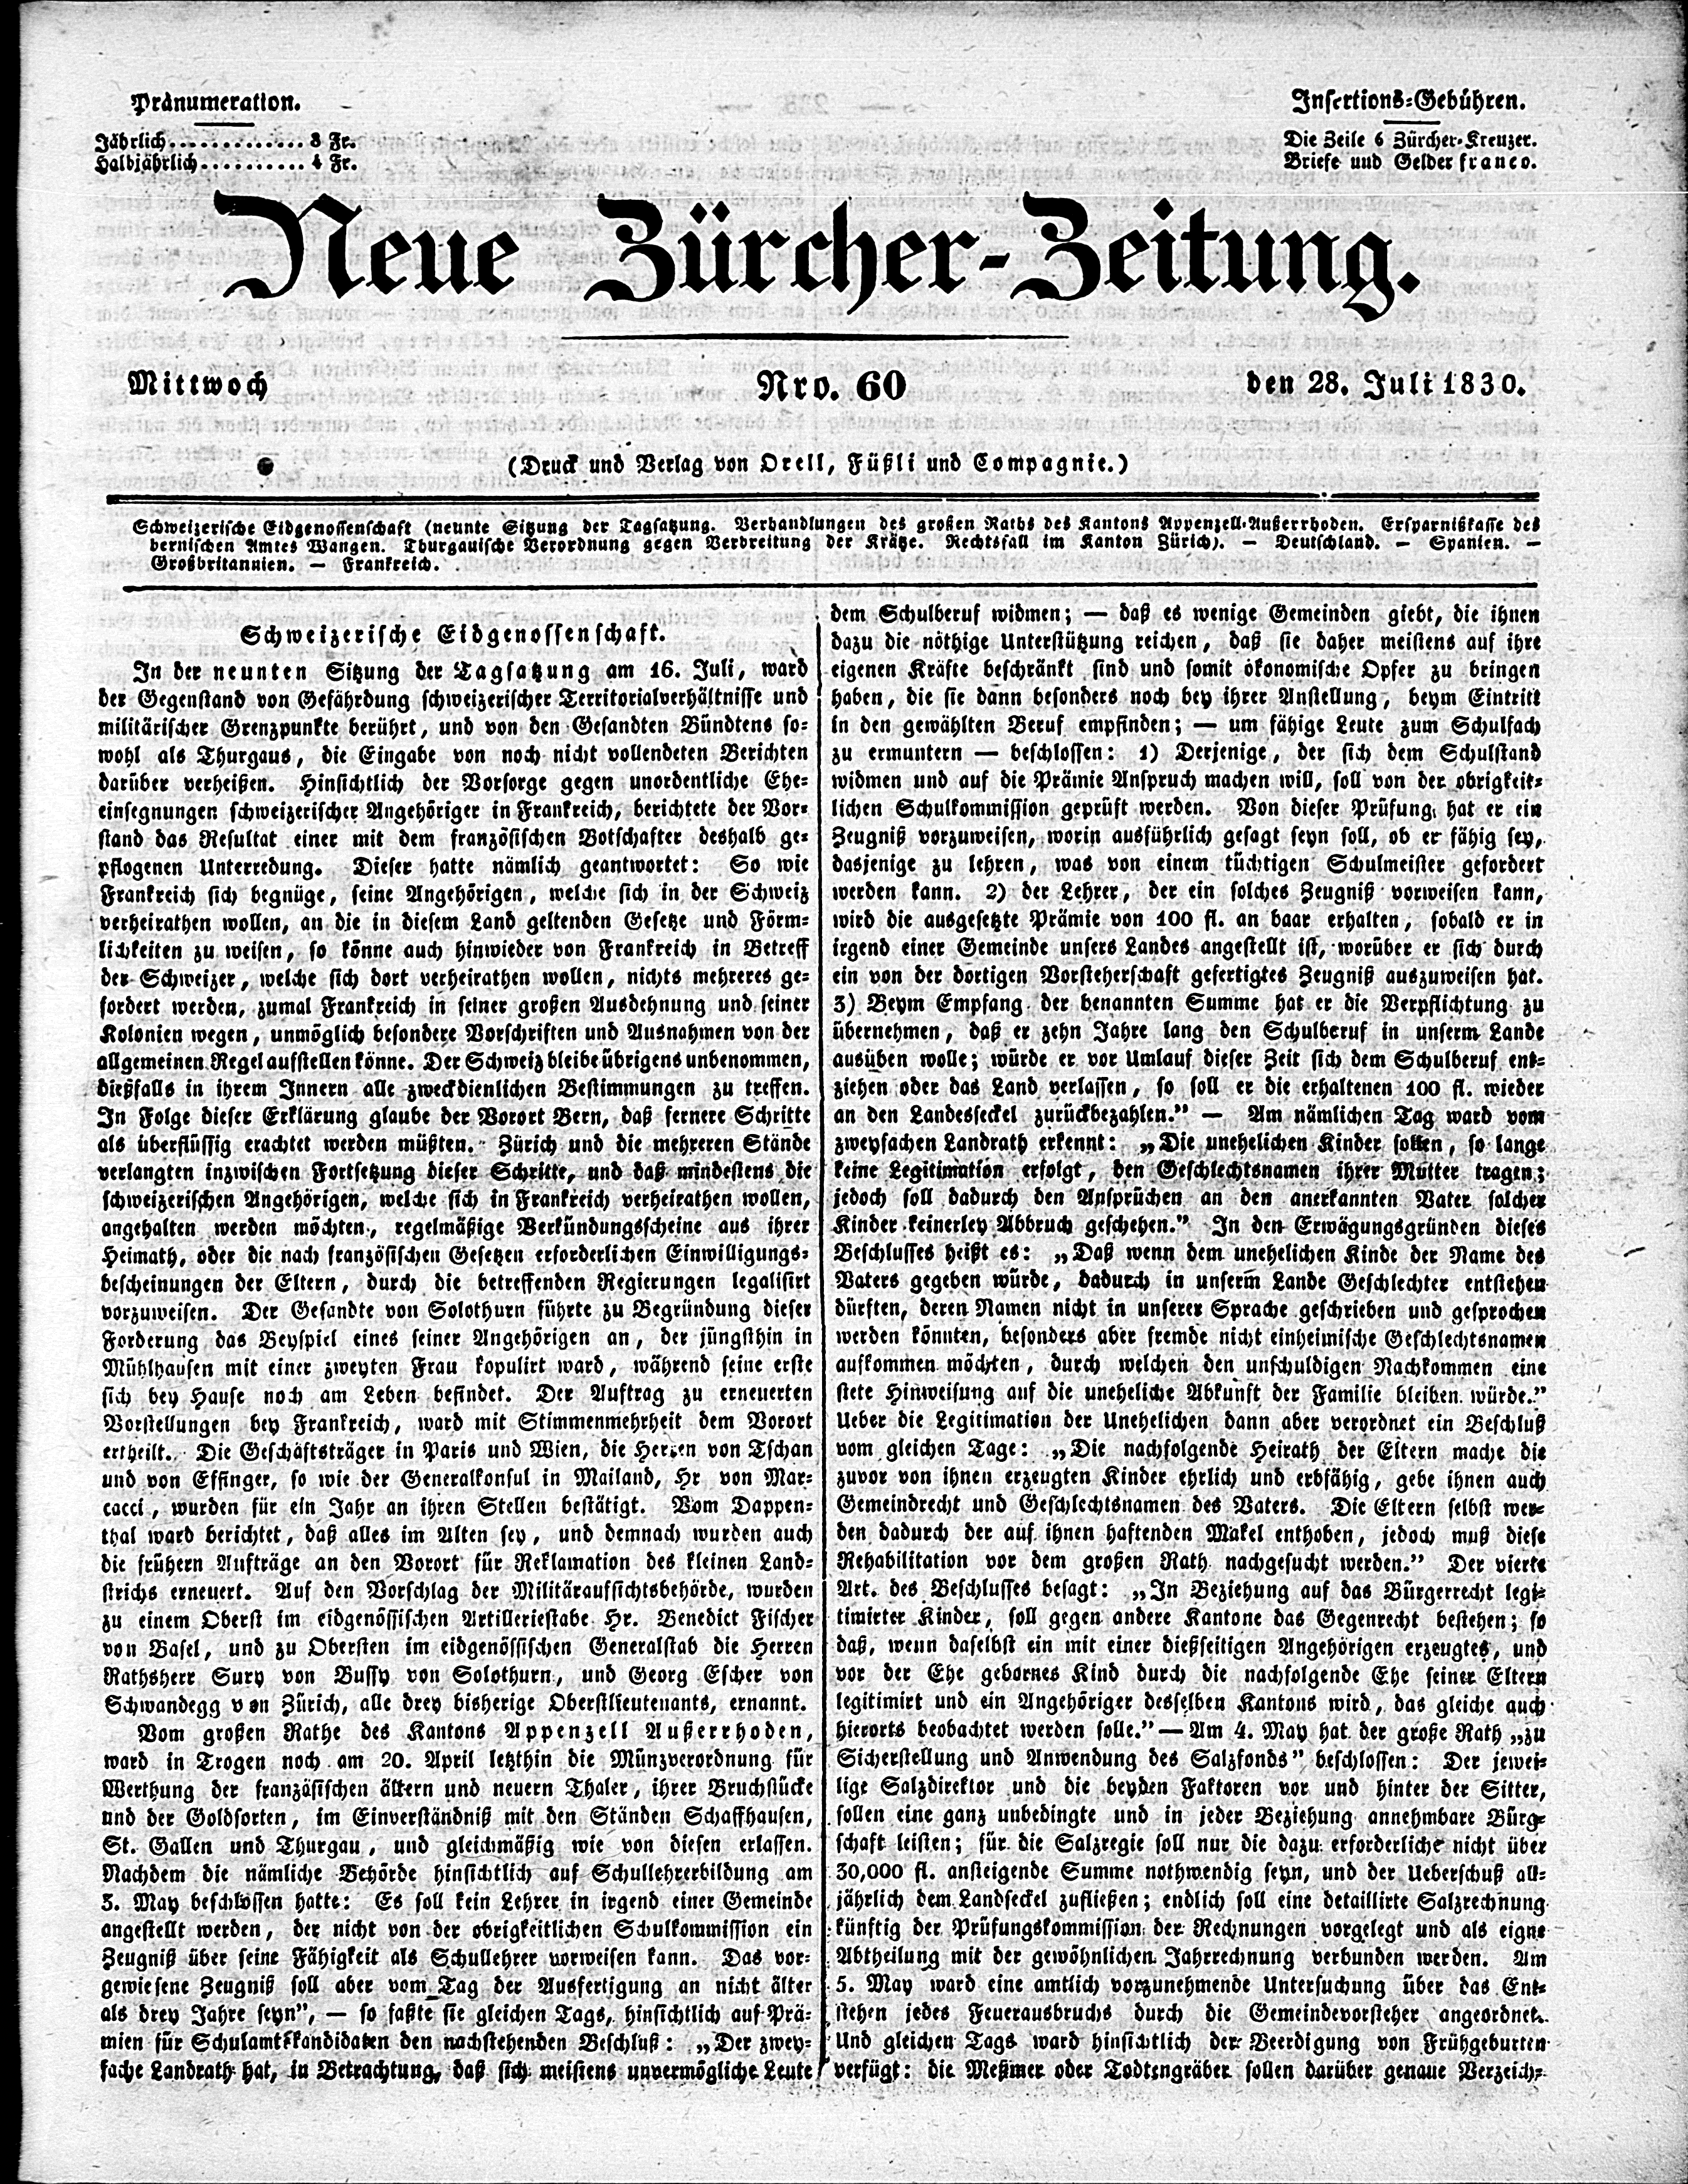 Pränumeration.
Jährlich............. 8 Fr.
Halbjährlich.......... 4 Fr.
Insertions-Gebühren.
Die Zeile 6 Zürcher-Kreuzer.
Briefe und Gelder franco.
Neue Zürcher-Zeitung.
Mittwoch Nro. 60 den 28. Juli 1830.
(Druck und Verlag von Orell, Füßli und Compagnie.)
Schweizerische Eidgenossenschaft (neunte Sitzung der Tagsatzung. Verhandlungen des großen Raths des Kantons Appenzell-Außerrhoden. Ersparnißkasse des
bernischen Amtes Wangen. Thurgauische Verordnung gegen Verbreitung der Krätze. Rechtsfall im Kanton Zürich). — Deutschland. — Spanien. —
Großbritannien. — Frankreich.
Schweizerische Eidgenossenschaft.
In der neunten Sitzung der Tagsatzung am 16. Juli, ward
der Gegenstand von Gefährdung schweizerischer Territorialverhältnisse und
militärischer Grenzpunkte berührt, und von den Gesandten Bündtens so-
wohl als Thurgaus, die Eingabe von noch nicht vollendeten Berichten
darüber verheißen. Hinsichtlich der Vorsorge gegen unordentliche Ehe-
einsegnungen schweizerischer Angehöriger in Frankreich, berichtete der Vor-
stand das Resultat einer mit dem französischen Botschafter deshalb ge-
pflogenen Unterredung. Dieser hatte nämlich geantwortet: So wie
Frankreich sich begnüge, seine Angehörigen, welche sich in der Schweiz
verheirathen wollen, an die in diesem Land geltenden Gesetze und Förm-
lichkeiten zu weisen, so könne auch hinwieder von Frankreich in Betreff
der Schweizer, welche sich dort verheirathen wollen, nichts mehreres ge-
fordert werden, zumal Frankreich in seiner großen Ausdehnung und seiner
Kolonien wegen, unmöglich besondere Vorschriften und Ausnahmen von der
allgemeinen Regel aufstellen könne. Der Schweiz bleibe übrigens unbenommen,
dießfalls in ihrem Innern alle zweckdienlichen Bestimmungen zu treffen.
In Folge dieser Erklärung glaube der Vorort Bern, daß fernere Schritte
als überflüssig erachtet werden müßten. Zürich und die mehreren Stände
verlangten inzwischen Fortsetzung dieser Schritte, und daß mindestens die
schweizerischen Angehörigen, welche sich in Frankreich verheirathen wollen,
angehalten werden möchten, regelmäßige Verkündungsscheine aus ihrer
Heimath, oder die nach französischen Gesetzen erforderlichen Einwilligungs-
bescheinungen der Eltern, durch die betreffenden Regierungen legalisirt
vorzuweisen. Der Gesandte von Solothurn führte zu Begründung dieser
Forderung das Beyspiel eines seiner Angehörigen an, der jüngsthin in
Mühlhausen mit einer zweyten Frau kopulirt ward, während seine erste
sich bey Hause noch am Leben befindet. Der Auftrag zu erneuerten
Vorstellungen bey Frankreich, ward mit Stimmenmehrheit dem Vorort
ertheilt. Die Geschäftsträger in Paris und Wien, die Herren von Tschan
und von Effinger, so wie der Generalkonsul in Mailand, Hr von Mar-
cacci, wurden für ein Jahr an ihren Stellen bestätigt. Vom Dappen-
thal ward berichtet, daß alles im Alten sey, und demnach wurden auch
die frühern Aufträge an den Vorort für Reklamation des kleinen Land-
strichs erneuert. Auf den Vorschlag der Militäraufsichtsbehörde, wurden
zu einem Oberst im eidgenössischen Artilleriestabe Hr. Benedict Fischer
von Basel, und zu Obersten im eidgenössischen Generalstab die Herren
Rathsherr Sury von Bussy von Solothurn, und Georg Escher von
Schwandegg von Zürich, alle drey bisherige Oberstlieutenants, ernannt.
Vom großen Rathe des Kantons Appenzell Außerrhoden,
ward in Trogen noch am 20. April letzthin die Münzverordnung für
Werthung der französischen ältern und neuern Thaler, ihrer Bruchstücke
und der Goldsorten, im Einverständniß mit den Ständen Schaffhausen,
St. Gallen und Thurgau, und gleichmäßig wie von diesen erlassen.
Nachdem die nämliche Behörde hinsichtlich auf Schullehrerbildung am
3. May beschlossen hatte: Es soll kein Lehrer in irgend einer Gemeinde
angestellt werden, der nicht von der obrigkeitlichen Schulkommission ein
Zeugniß über seine Fähigkeit als Schullehrer vorweisen kann. Das vor-
gewiesene Zeugniß soll aber vom Tag der Ausfertigung an nicht älter
als drey Jahre seyn”, — so faßte sie gleichen Tags, hinsichtlich auf Prä-
mien für Schulamtskandidaten den nachstehenden Beschluß: „Der zwey-
fache Landrath hat, in Betrachtung, daß sich meistens unvermögliche Leute
dem Schulberuf widmen; — daß es wenige Gemeinden giebt, die ihnen
dazu die nöthige Unterstützung reichen, daß sie daher meistens auf ihre
eigenen Kräfte beschränkt sind und somit ökonomische Opfer zu bringen
haben, die sie dann besonders noch bey ihrer Anstellung, beym Eintritt
in den gewählten Beruf empfinden; — um fähige Leute zum Schulfach
zu ermuntern — beschlossen: 1) Derjenige, der sich dem Schulstand
widmen und auf die Prämie Anspruch machen will, soll von der obrigkeit-
lichen Schulkommission geprüft werden. Von dieser Prüfung hat er ein
Zeugniß vorzuweisen, worin ausführlich gesagt seyn soll, ob er fähig sey,
dasjenige zu lehren, was von einem tüchtigen Schulmeister gefordert
werden kann. 2) der Lehrer, der ein solches Zeugniß vorweisen kann,
wird die ausgesetzte Prämie von 100 fl. an baar erhalten, sobald er in
irgend einer Gemeinde unsers Landes angestellt ist, worüber er sich durch
ein von der dortigen Vorsteherschaft gefertigtes Zeugniß auszuweisen hat.
3) Beym Empfang der benannten Summe hat er die Verpflichtung zu
übernehmen, daß er zehn Jahre lang den Schulberuf in unserm Lande
ausüben wolle; würde er vor Umlauf dieser Zeit sich dem Schulberuf ent-
ziehen oder das Land verlassen, so soll er die erhaltenen 100 fl. wieder
an den Landesseckel zurückbezahlen.” — Am nämlichen Tag ward vom
zweyfachen Landrath erkennt: „Die unehelichen Kinder sollen, so lange
keine Legitimation erfolgt, den Geschlechtsnamen ihrer Mutter tragen;
jedoch soll dadurch den Ansprüchen an den anerkannten Vater solcher
Kinder keinerley Abbruch geschehen.” In den Erwägungsgründen dieses
Beschlusses heißt es: „Daß wenn dem unehelichen Kinde der Name des
Vaters gegeben würde, dadurch in unserm Lande Geschlechter entstehen
dürften, deren Namen nicht in unserer Sprache geschrieben und gesprochen
werden könnten, besonders aber fremde nicht einheimische Geschlechtsnamen
aufkommen möchten, durch welchen den unschuldigen Nachkommen eine
stete Hinweisung auf die uneheliche Abkunft der Familie bleiben würde.”
Ueber die Legitimation der Unehelichen dann aber verordnet ein Beschluß
vom gleichen Tage: „Die nachfolgende Heirath der Eltern mache die
zuvor von ihnen erzeugten Kinder ehrlich und erbfähig, gebe ihnen auch
Gemeindrecht und Geschlechtsnamen des Vaters. Die Eltern selbst wer-
den dadurch der auf ihnen haftenden Makel enthoben, jedoch muß diese
Rehabilitation vor dem großen Rath nachgesucht werden.” Der vierte
Art. des Beschlusses besagt: „In Beziehung auf das Bürgerrecht legi-
timirter Kinder, soll gegen andere Kantone das Gegenrecht bestehen; so
daß, wenn daselbst ein mit einer dießseitigen Angehörigen erzeugtes, und
vor der Ehe gebornes Kind durch die nachfolgende Ehe seiner Eltern
legitimirt und ein Angehöriger desselben Kantons wird, das gleiche auch
hierorts beobachtet werden solle.” — Am 4. May hat der große Rath „zu
Sicherstellung und Anwendung des Salzfonds” beschlossen: Der jewei-
lige Salzdirektor und die beyden Faktoren vor und hinter der Sitter,
sollen eine ganz unbedingte und in jeder Beziehung annehmbare Bürg-
schaft leisten; für die Salzregie soll nur die dazu erforderliche nicht über
30,000 fl. ansteigende Summe nothwendig seyn, und der Ueberschuß all-
jährlich dem Landseckel zufließen; endlich soll eine detaillirte Salzrechnung
künftig der Prüfungskommission der Rechnungen vorgelegt und als eigne
Abtheilung mit der gewöhnlichen Jahrrechnung verbunden werden. Am
5. May ward eine amtlich vorzunehmende Untersuchung über das Ent-
stehen jedes Feuerausbruchs durch die Gemeindevorsteher angeordnet.
Und gleichen Tags ward hinsichtlich der Beerdigung von Frühgeburten
verfügt: die Meßmer oder Todtengräber sollen darüber genaue Verzeich-